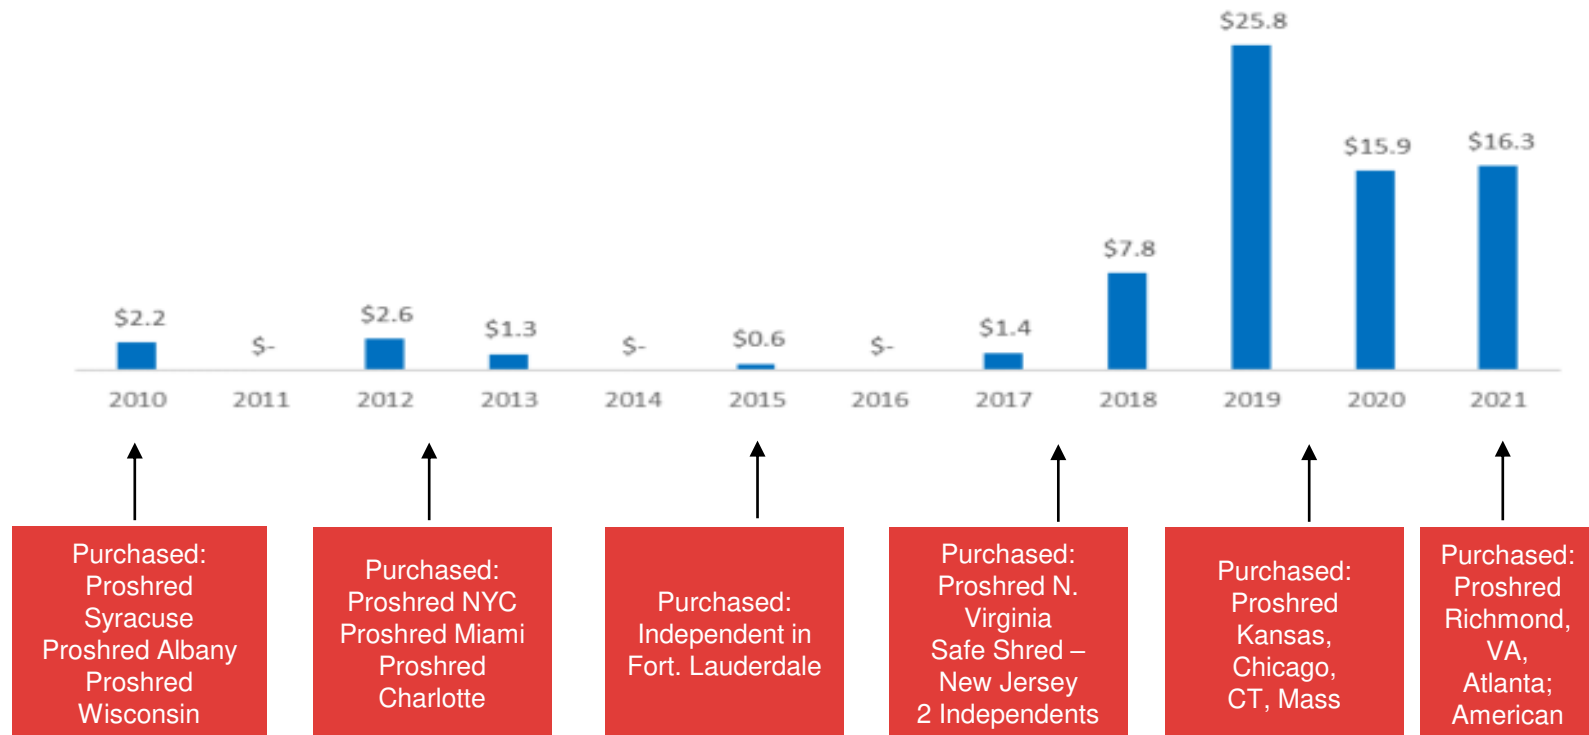 $25.8
$15.9
$16.3
$7.8
$2.2
$-
$2.6
$1.3
$-
$0.6
$-
$1.4
2010
2011
2012
2013
2014
2015
2016
2017
2018
2019
2020
2021
Purchased:
Proshred
Syracuse
Proshred Albany
Proshred
Wisconsin
Purchased:
Proshred NYC
Proshred Miami
Proshred
Charlotte
Purchased:
Independent in
Fort. Lauderdale
Purchased:
Proshred N.
Virginia
Safe Shred –
New Jersey
2 Independents
Purchased:
Proshred
Kansas,
Chicago,
CT, Mass
Purchased:
Proshred
Richmond,
VA,
Atlanta;
American